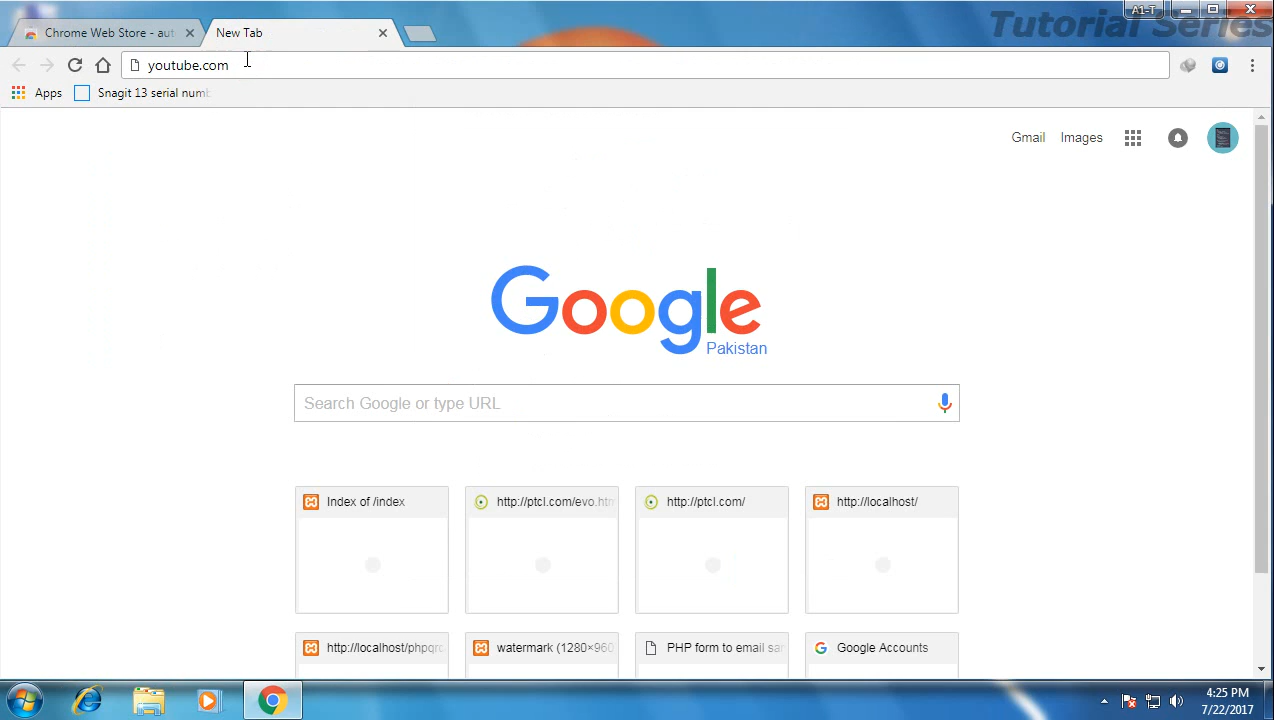 A1-T
Tutorial Series
Chrome Web Store - aut
New Tab
youtube.com
Apps
Snagit 13 serial numb
Gmail
Images
Google
Pakistan
Search Google or type URL
Index of /index
http://ptcl.com/evo.htm
http://ptcl.com/
http://localhost/
http://localhost/phpqrc
watermark (1280×960
PHP form to email sa
Google Accounts
4:25 PM
7/22/2017